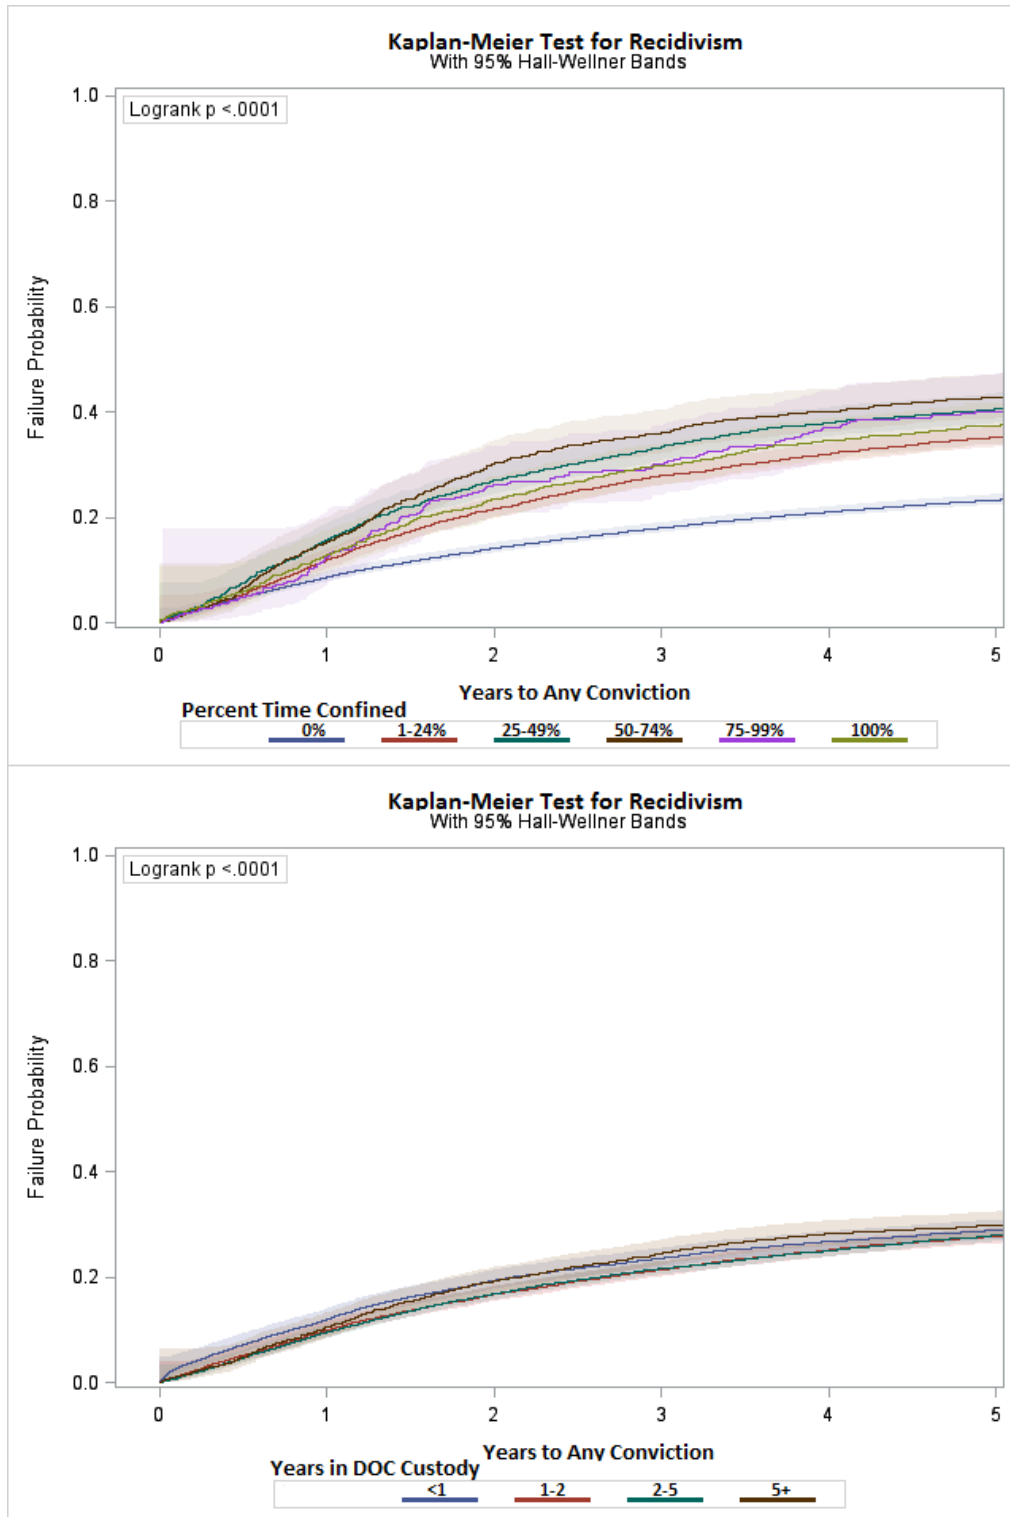 Kaplan-Meier Test for Recidivism
With 95% Hall-Wellner Bands
Logrank p <.0001
1.0
0.8
0.6
0.4
0.2
0.0
Failure Probability
0 1 2 3 4 5
Years to Any Conviction
Percent Time Confined
0% 1-24% 25-49% 50-74% 75-99% 100%
Kaplan-Meier Test for Recidivism
With 95% Hall-Wellner Bands
Logrank p <.0001
1.0
0.8
0.6
0.4
0.2
0.0
Failure Probability
0 1 2 3 4 5
Years to Any Conviction
Years in DOC Custody
<1 1-2 2-5 5+